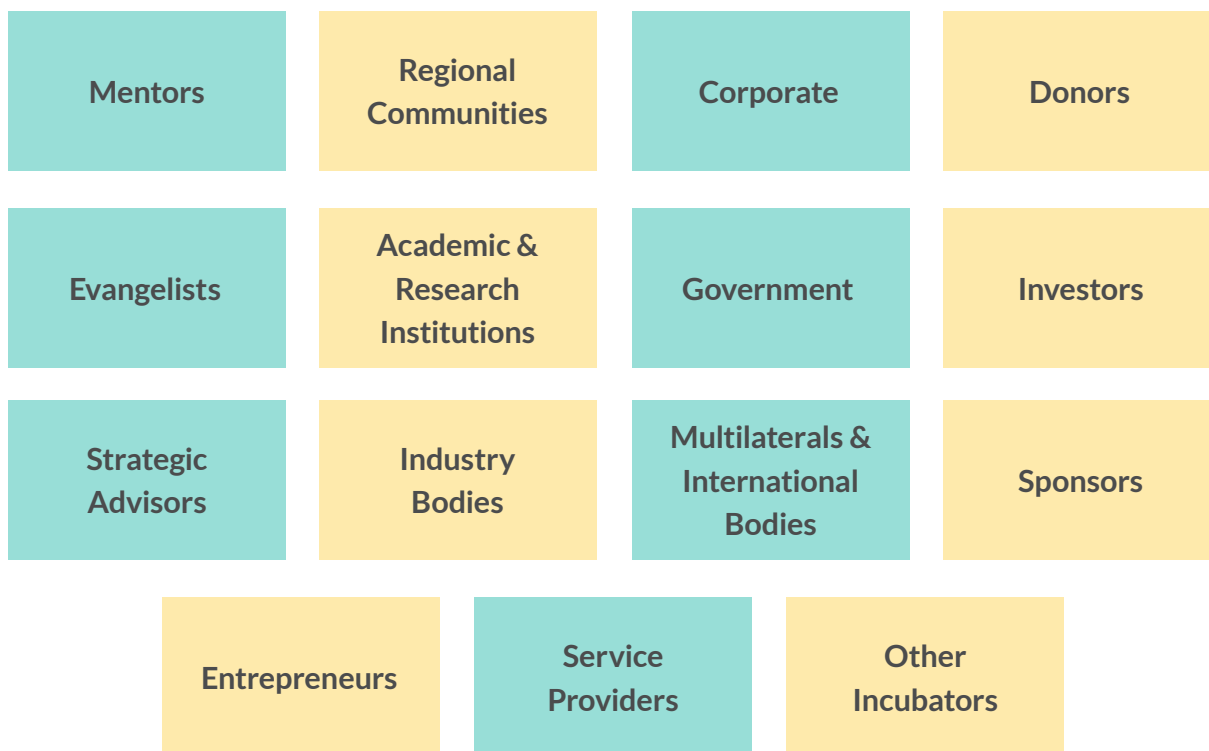 Mentors
Regional
Communities
Corporate
Donors
Evangelists
Academic &
Research
Institutions
Government
Investors
Strategic
Advisors
Industry
Bodies
Multilaterals &
International
Bodies
Sponsors
Entrepreneurs
Service
Providers
Other
Incubators